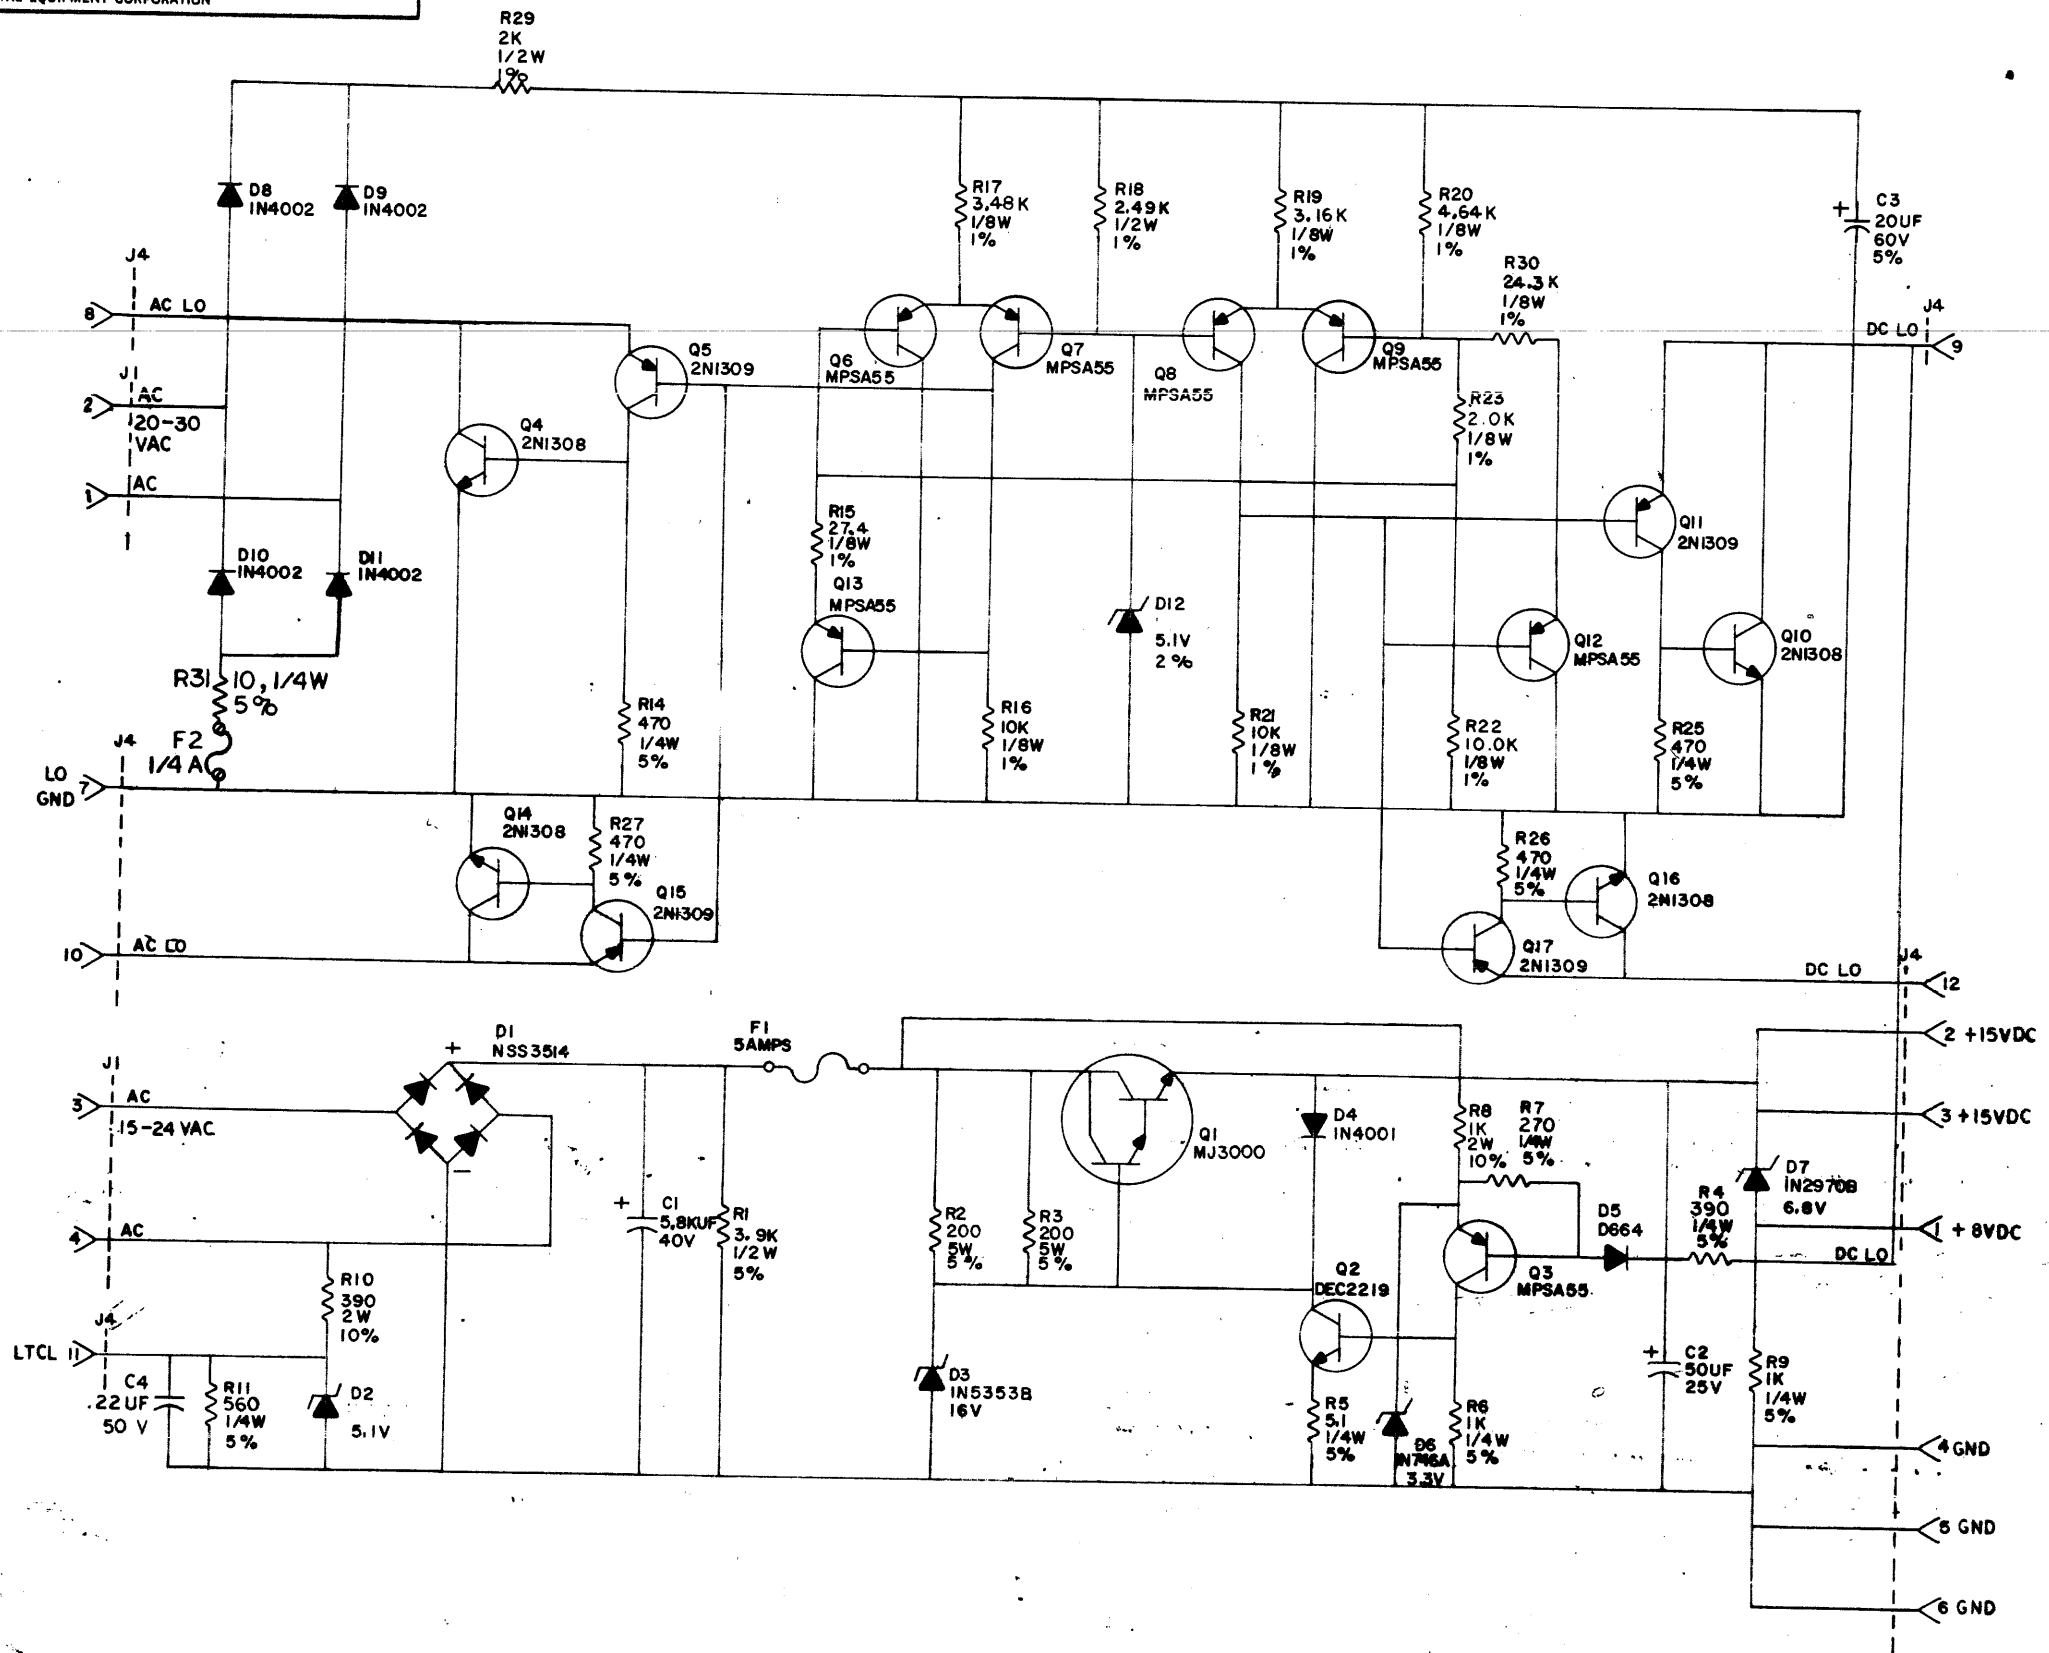 EQUIPMENT CORPORATION
R29
2K
1/2W
1%
D8
IN4002
D9
IN4002
R17
3.48K
1/8W
1%
R18
2.49K
1/2W
1%
R19
3.16K
1/8W
1%
R20
4.64K
1/8W
1%
+
C3
20UF
60V
5%
R30
24.3K
1/8W
1%
J4
8
AC LO
J1
2
AC
20-30
VAC
1
AC
Q5
2N1309
Q6
MPSA55
Q7
MPSA55
Q8
MPSA55
Q9
MPSA55
J4
DC LO
9
Q4
2N1308
R23
2.0K
1/8W
1%
R15
27.4
1/8W
1%
Q13
MPSA55
Q11
2N1309
D10
IN4002
D11
IN4002
D12
5.1V
2%
Q12
MPSA55
Q10
2N1308
R31
10, 1/4W
5%
F2
1/4 A
R14
470
1/4W
5%
R16
10K
1/8W
1%
R21
10K
1/8W
1%
R22
10.0K
1/8W
1%
R25
470
1/4W
5%
J4
LO
GND
7
Q14
2N1308
R27
470
1/4W
5%
Q15
2N1309
R26
470
1/4W
5%
Q16
2N1308
Q17
2N1309
10
AC LO
DC LO
J4
12
D1
NSS3514
+
−
F1
5AMPS
2 +15VDC
J1
3
AC
15-24 VAC
4
AC
Q1
MJ3000
D4
IN4001
R8
1K
2W
10%
R7
270
1/4W
5%
3 +15VDC
D7
IN2970B
6.8V
+
C1
5,8KUF
40V
R1
3.9K
1/2W
5%
R2
200
5W
5%
R3
200
5W
5%
D5
D664
R4
390
1/4W
5%
1 +8VDC
DC LO
Q2
DEC2219
Q3
MPSA55
R10
390
2W
10%
J4
LTCL 11
C4
.22UF
50 V
R11
560
1/4W
5%
D2
5.1V
D3
IN5353B
16V
R5
5.1
1/4W
5%
D6
IN746A
3.3V
R6
1K
1/4W
5%
+
C2
50UF
25V
R9
1K
1/4W
5%
4 GND
5 GND
6 GND